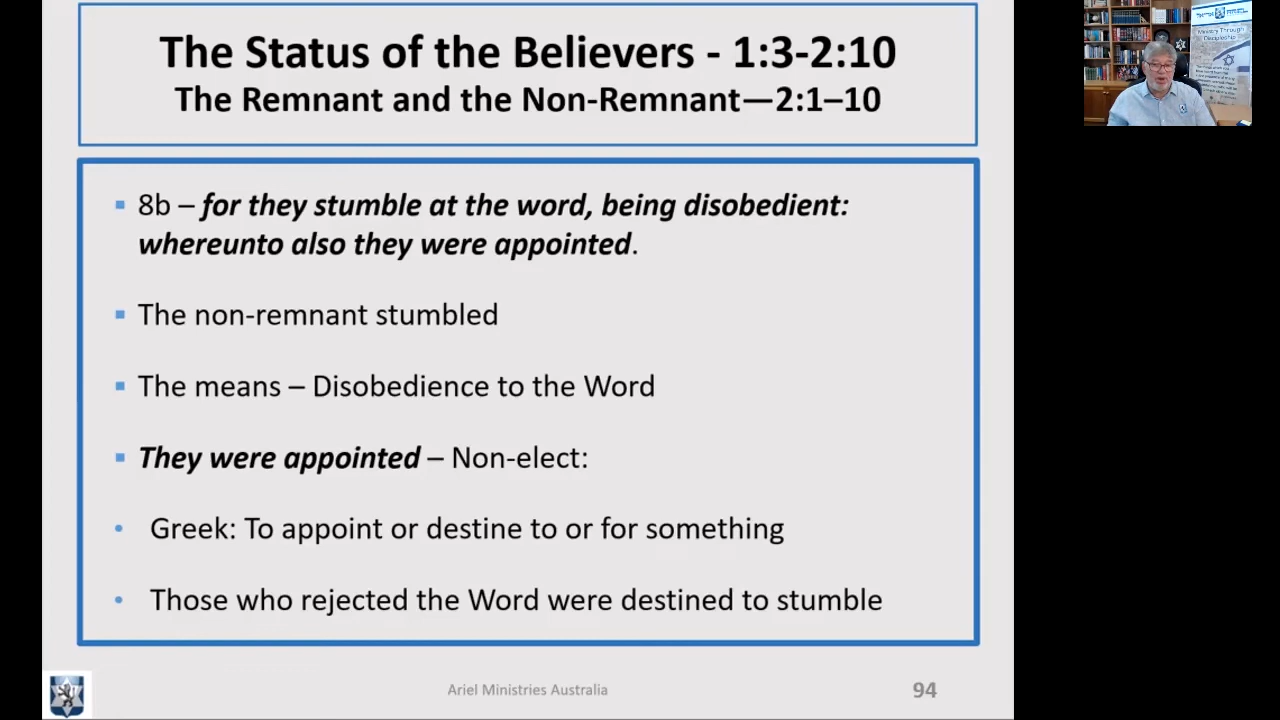 The Status of the Believers - 1:3-2:10
The Remnant and the Non-Remnant—2:1–10
▪ 8b – for they stumble at the word, being disobedient:
whereunto also they were appointed.
▪ The non-remnant stumbled
▪ The means – Disobedience to the Word
▪ They were appointed – Non-elect:
• Greek: To appoint or destine to or for something
• Those who rejected the Word were destined to stumble
Ariel Ministries Australia
94
Ministry Through
Discipleship